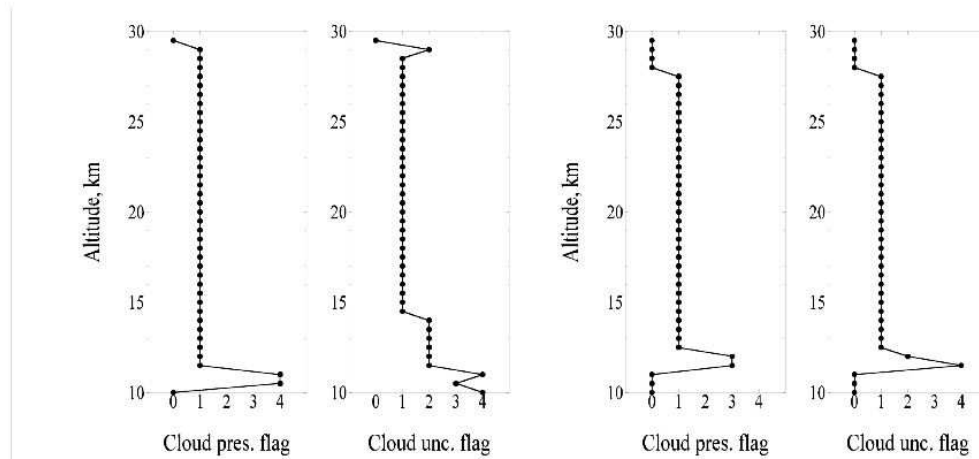 30 30 30 30
25 25 25 25
Altitude, km Altitude, km
20 20 20 20
15 15 15 15
10 10 10 10
0 1 2 3 4 0 1 2 3 4 0 1 2 3 4 0 1 2 3 4
Cloud pres. flag Cloud unc. flag Cloud pres. flag Cloud unc. flag